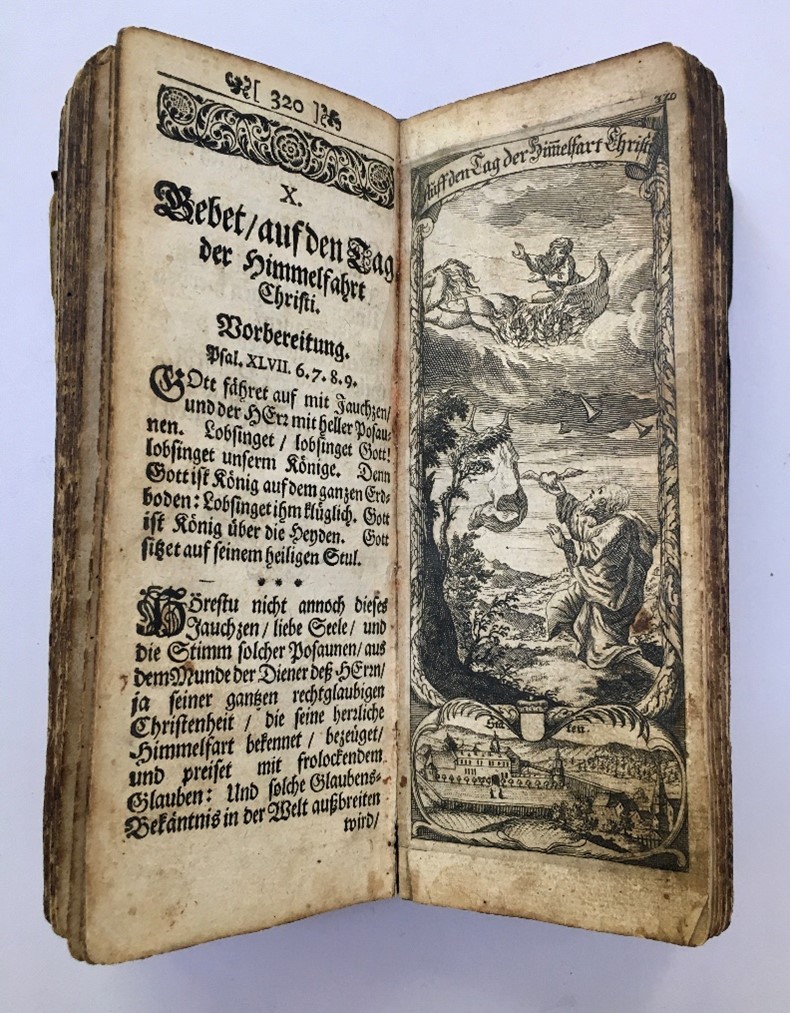 [ 320 ]
X.
Gebet/ auf den Tag
der Himmelfahrt
Christi.
Vorbereitung.
Psal. XLVII. 6. 7. 8. 9.
GOtt fähret auf mit Jauchzen/
und der HErr mit heller Posau-
nen. Lobsinget / lobsinget Gott!
lobsinget unserm Könige. Denn
Gott ist König auf dem ganzen Erd-
boden: Lobsinget ihm klüglich. Gott
ist König über die Heyden. Gott
sitzet auf seinem heiligen Stul.
* * *
HÖrestu nicht annoch dieses
Jauchzen / liebe Seele / und
die Stimm solcher Posaunen/ aus
dem Munde der Diener deß HErrn/
ja seiner gantzen rechtglaubigen
Christenheit / die seine herrliche
Himmelfart bekennet / bezeuget/
und preiset mit frolockendem
Glauben: Und solche Glaubens-
Bekäntnis in der Welt außbreiten
wird/
Auff den Tag der Him̄elfart Christi